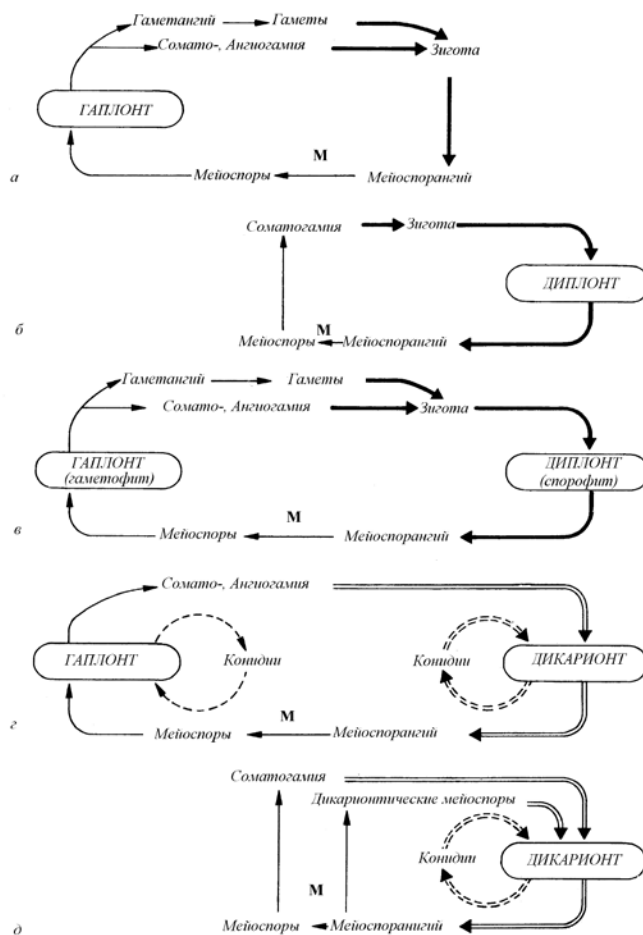 Гаметангий Гаметы
Сомато-, Ангиогамия Зигота
ГАПЛОНТ
М
а Мейоспоры Мейоспорангий
Соматогамия Зигота
ДИПЛОНТ
М
б Мейоспоры Мейоспорангий
Гаметангий Гаметы
Сомато-, Ангиогамия Зигота
ГАПЛОНТ ДИПЛОНТ
(гаметофит) (спорофит)
М
в Мейоспоры Мейоспорангий
Сомато-, Ангиогамия
ГАПЛОНТ Конидии Конидии ДИКАРИОНТ
М
г Мейоспоры Мейоспорангий
Соматогамия
Дикарионтические мейоспоры
Конидии ДИКАРИОНТ
М
д Мейоспоры Мейоспоранигий